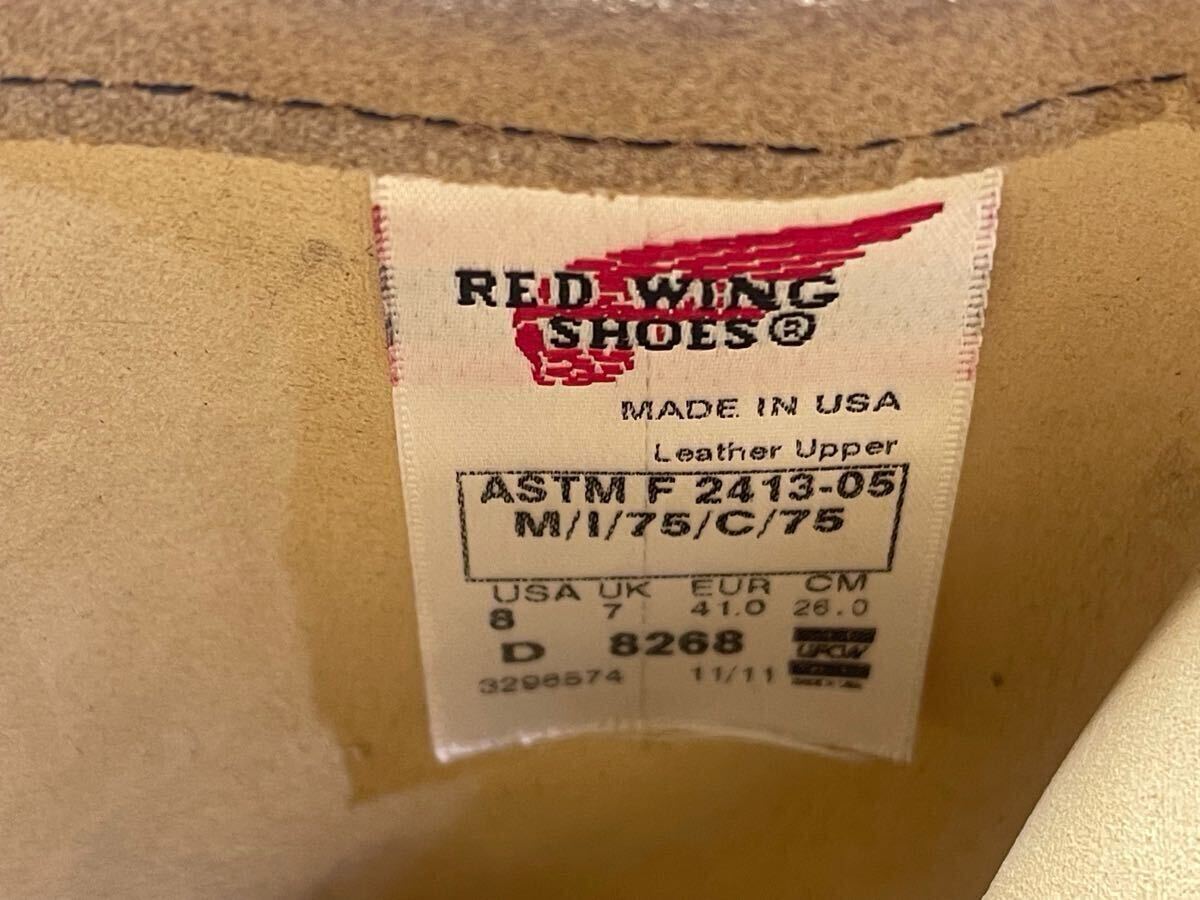 RED WING
SHOES®
MADE IN USA
Leather Upper
ASTM F 2413-05
M/I/75/C/75
USA UK EUR CM
8 7 41.0 26.0
D 8268 UFCW
3296574 11/11